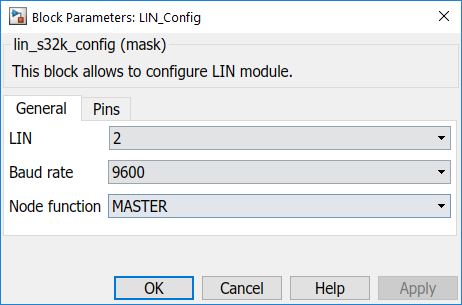 Block Parameters: LIN_Config
lin_s32k_config (mask)
This block allows to configure LIN module.
General Pins
LIN 2
Baud rate 9600
Node function MASTER
OK Cancel Help Apply